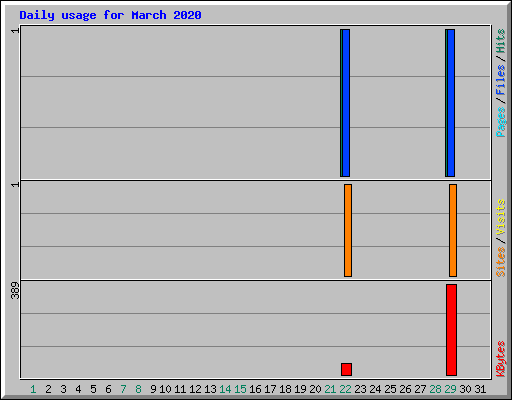 Daily usage for March 2020
1
Pages / Files / Hits
1
Sites / Visits
389
KBytes
1 2 3 4 5 6 7 8 9 10 11 12 13 14 15 16 17 18 19 20 21 22 23 24 25 26 27 28 29 30 31